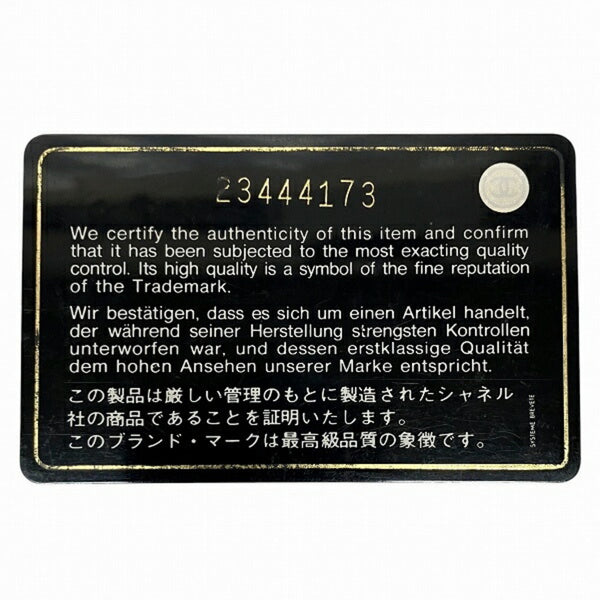 23444173
We certify the authenticity of this item and confirm
that it has been subjected to the most exacting quality
control. Its high quality is a symbol of the fine reputation
of the Trademark.
Wir bestätigen, dass es sich um einen Artikel handelt,
der während seiner Herstellung strengsten Kontrollen
unterworfen war, und dessen erstklassige Qualität
dem hohen Ansehen unserer Marke entspricht.
この製品は厳しい管理のもとに製造されたシャネル
社の商品であることを証明いたします。
このブランド・マークは最高級品質の象徴です。
SYSTEME BREVETE